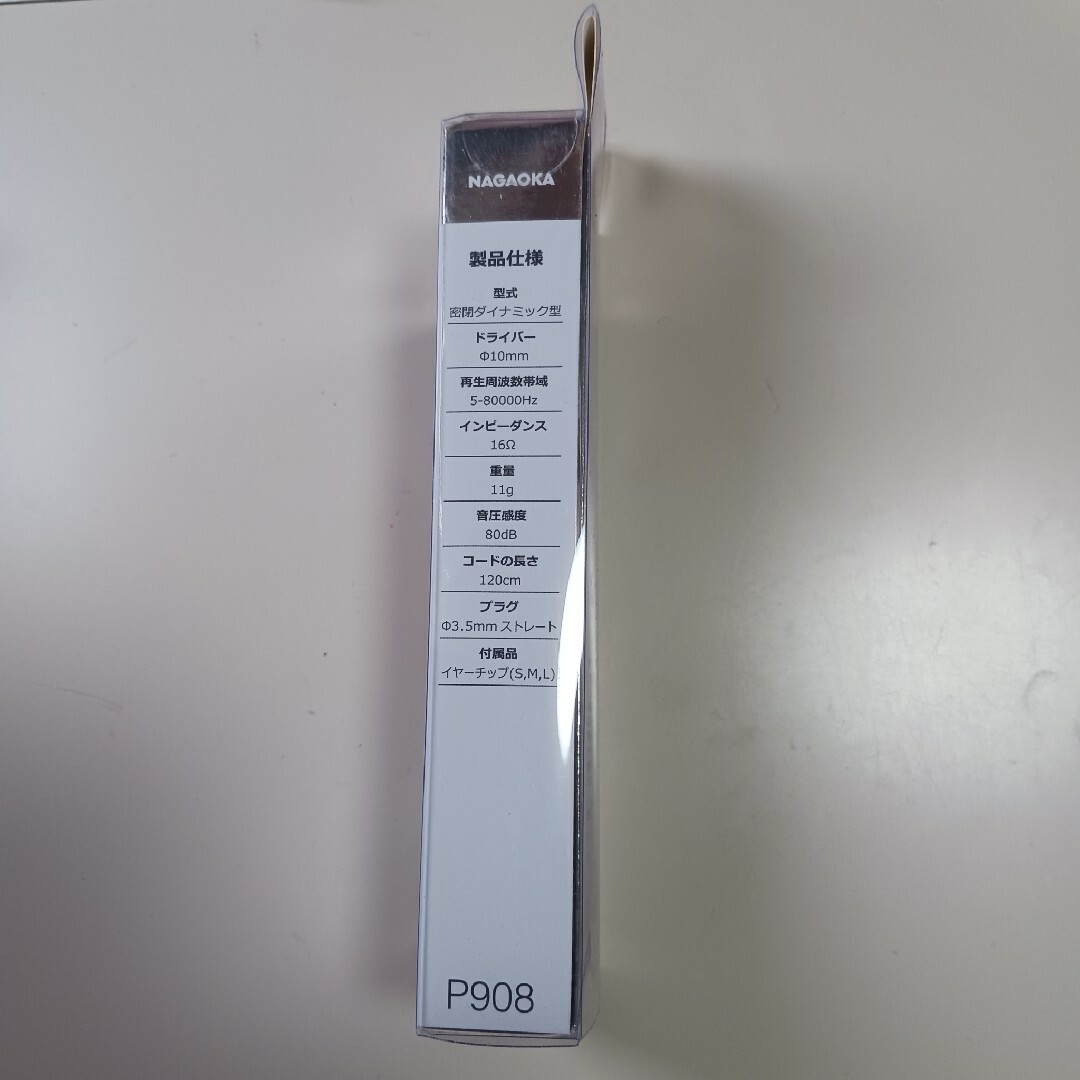 NAGAOKA
製品仕様
型式
密閉ダイナミック型
ドライバー
Φ10mm
再生周波数帯域
5-80000Hz
インピーダンス
16Ω
重量
11g
音圧感度
80dB
コードの長さ
120cm
プラグ
Φ3.5mm ストレート
付属品
イヤーチップ(S,M,L)
P908